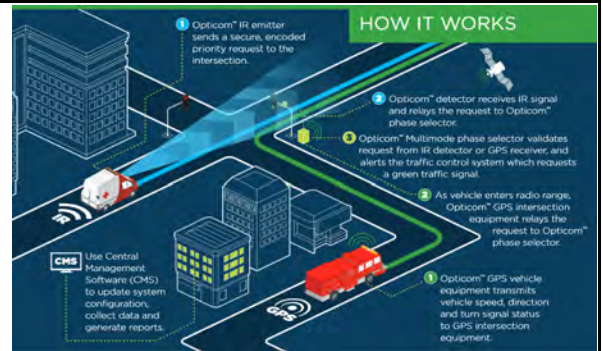 HOW IT WORKS
1 Opticom™ IR emitter
sends a secure, encoded
priority request to the
intersection.
2 Opticom™ detector receives IR signal
and relays the request to Opticom™
phase selector.
3 Opticom™ Multimode phase selector validates
request from IR detector or GPS receiver, and
alerts the traffic control system which requests
a green traffic signal.
2 As vehicle enters radio range,
Opticom™ GPS intersection
equipment relays the
request to Opticom™
phase selector.
IR
CMS
Use Central
Management
Software (CMS)
to update system
configuration,
collect data and
generate reports.
GPS
1 Opticom™ GPS vehicle
equipment transmits
vehicle speed, direction
and turn signal status
to GPS intersection
equipment.